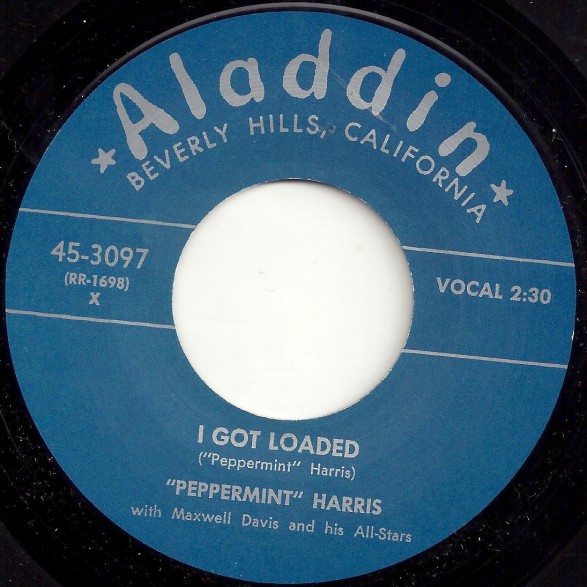 Aladdin
BEVERLY HILLS, CALIFORNIA
45-3097
(RR-1698)
X
VOCAL 2:30
I GOT LOADED
("Peppermint" Harris)
"PEPPERMINT" HARRIS
with Maxwell Davis and his All-Stars